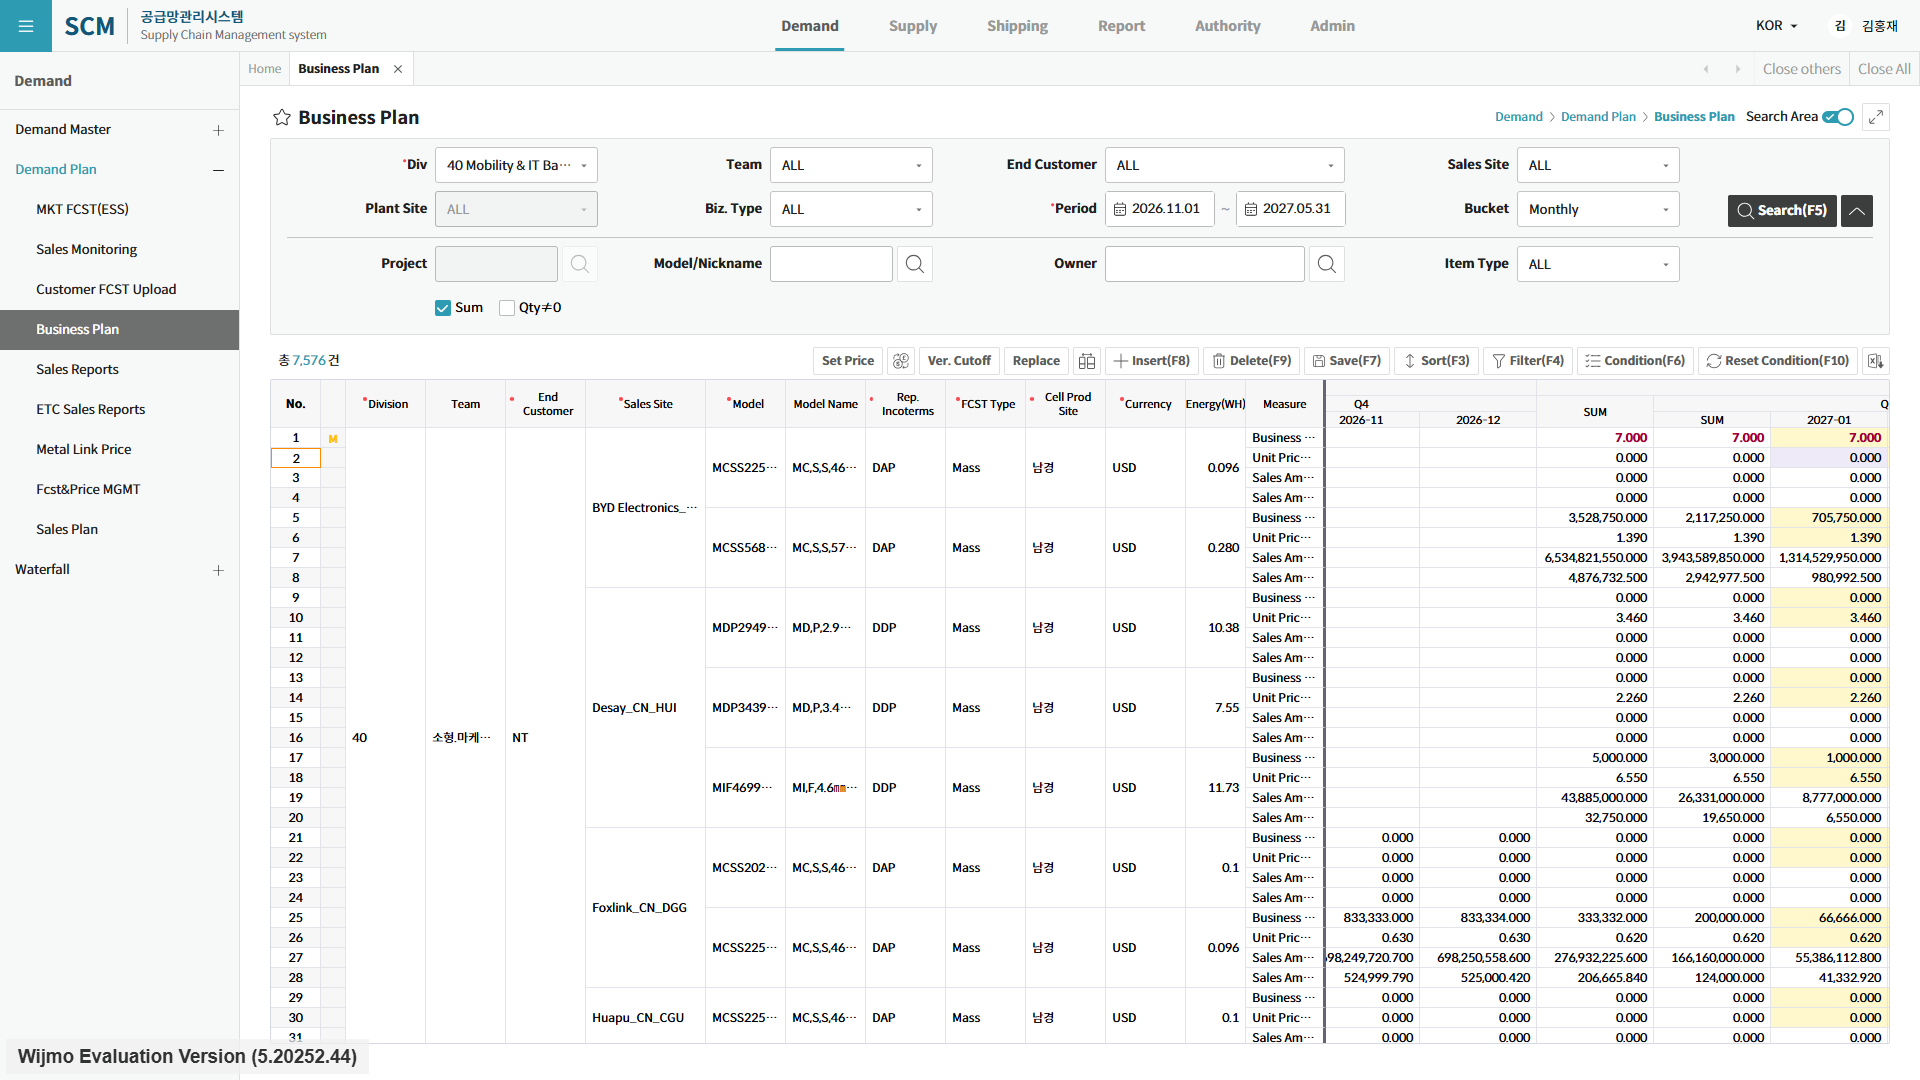 SCM 공급망관리시스템 Supply Chain Management system
Demand Supply Shipping Report Authority Admin
KOR 김 김홍재
Demand
Home Business Plan
Close others Close All
Demand Master
Demand Plan
MKT FCST(ESS)
Sales Monitoring
Customer FCST Upload
Business Plan
Sales Reports
ETC Sales Reports
Metal Link Price
Fcst&Price MGMT
Sales Plan
Waterfall
Business Plan
Demand > Demand Plan > Business Plan Search Area
*Div 40 Mobility & IT Ba··· Team ALL End Customer ALL Sales Site ALL
Plant Site ALL Biz. Type ALL *Period 2026.11.01 ~ 2027.05.31 Bucket Monthly Search(F5)
Project Model/Nickname Owner Item Type ALL
Sum Qty≠0
총 7,576 건
Set Price Ver. Cutoff Replace Insert(F8) Delete(F9) Save(F7) Sort(F3) Filter(F4) Condition(F6) Reset Condition(F10)
No. *Division Team *End Customer *Sales Site *Model Model Name *Rep. Incoterms *FCST Type *Cell Prod Site *Currency Energy(WH) Measure Q4 SUM Q
2026-11 2026-12 SUM 2027-01
1 M Business ··· 7.000 7.000 7.000
2 MCSS225··· MC,S,S,46··· DAP Mass 남경 USD 0.096 Unit Pric··· 0.000 0.000 0.000
3 Sales Am··· 0.000 0.000 0.000
4 Sales Am··· 0.000 0.000 0.000
BYD Electronics_···
5 Business ··· 3,528,750.000 2,117,250.000 705,750.000
6 MCSS568··· MC,S,S,57··· DAP Mass 남경 USD 0.280 Unit Pric··· 1.390 1.390 1.390
7 Sales Am··· 6,534,821,550.000 3,943,589,850.000 1,314,529,950.000
8 Sales Am··· 4,876,732.500 2,942,977.500 980,992.500
9 Business ··· 0.000 0.000 0.000
10 MDP2949··· MD,P,2.9··· DDP Mass 남경 USD 10.38 Unit Pric··· 3.460 3.460 3.460
11 Sales Am··· 0.000 0.000 0.000
12 Sales Am··· 0.000 0.000 0.000
13 Business ··· 0.000 0.000 0.000
14 Desay_CN_HUI MDP3439··· MD,P,3.4··· DDP Mass 남경 USD 7.55 Unit Pric··· 2.260 2.260 2.260
15 Sales Am··· 0.000 0.000 0.000
16 40 소형.마케··· NT Sales Am··· 0.000 0.000 0.000
17 Business ··· 5,000.000 3,000.000 1,000.000
18 MIF4699··· MI,F,4.6㎜··· DDP Mass 남경 USD 11.73 Unit Pric··· 6.550 6.550 6.550
19 Sales Am··· 43,885,000.000 26,331,000.000 8,777,000.000
20 Sales Am··· 32,750.000 19,650.000 6,550.000
21 Business ··· 0.000 0.000 0.000 0.000 0.000
22 MCSS202··· MC,S,S,46··· DAP Mass 남경 USD 0.1 Unit Pric··· 0.000 0.000 0.000 0.000 0.000
23 Sales Am··· 0.000 0.000 0.000 0.000 0.000
24 Sales Am··· 0.000 0.000 0.000 0.000 0.000
Foxlink_CN_DGG
25 Business ··· 833,333.000 833,334.000 333,332.000 200,000.000 66,666.000
26 MCSS225··· MC,S,S,46··· DAP Mass 남경 USD 0.096 Unit Pric··· 0.630 0.630 0.620 0.620 0.620
27 Sales Am··· 98,249,720.700 698,250,558.600 276,932,225.600 166,160,000.000 55,386,112.800
28 Sales Am··· 524,999.790 525,000.420 206,665.840 124,000.000 41,332.920
29 Business ··· 0.000 0.000 0.000 0.000 0.000
30 Huapu_CN_CGU MCSS225··· MC,S,S,46··· DAP Mass 남경 USD 0.1 Unit Pric··· 0.000 0.000 0.000 0.000 0.000
31 Sales Am··· 0.000 0.000 0.000 0.000 0.000
Wijmo Evaluation Version (5.20252.44)